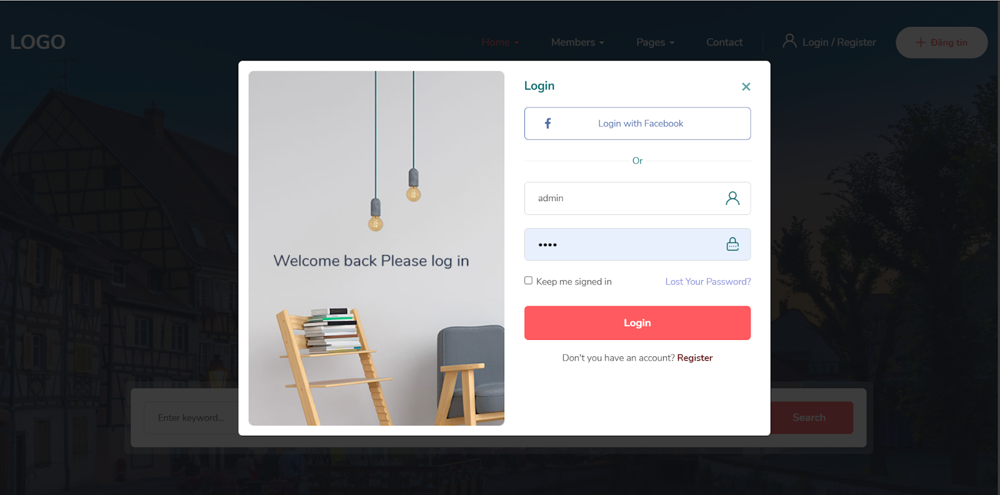 LOGO
Home
Members
Pages
Contact
Login / Register
+ Đăng tin
Welcome back Please log in
Login
×
f
Login with Facebook
Or
admin
••••
Keep me signed in
Lost Your Password?
Login
Don't you have an account? Register
Enter keyword...
Search